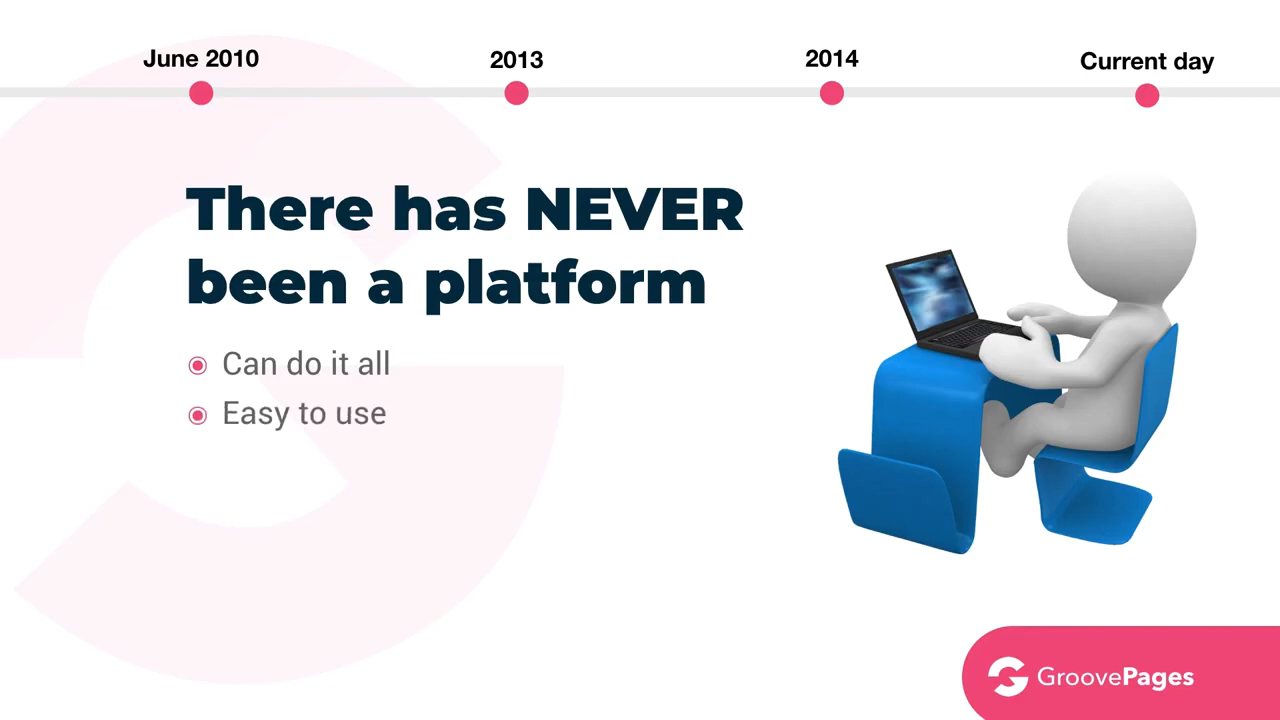 June 2010
2013
2014
Current day
There has NEVER
been a platform
Can do it all
Easy to use
GroovePages